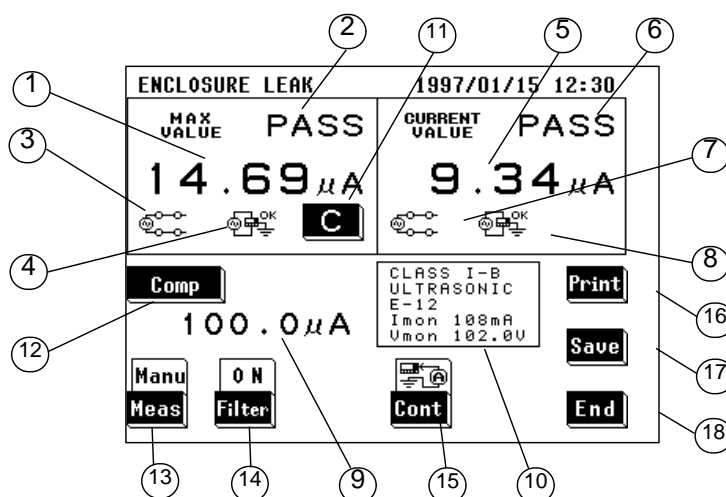 2
11
5
6
1
ENCLOSURE LEAK 1997/01/15 12:30
MAX VALUE PASS
CURRENT VALUE PASS
3
7
14.69μA
9.34μA
OK
C
OK
4
8
Comp
CLASS I-B
ULTRASONIC
E-12
Imon 108mA
Vmon 102.0V
Print
16
12
100.0μA
Save
17
Manu
ON
A
Meas
Filter
Cont
End
18
13
14
9
15
10